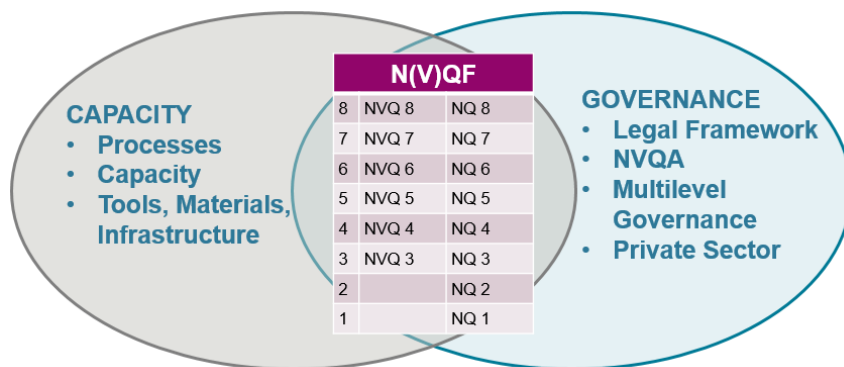 CAPACITY
• Processes
• Capacity
• Tools, Materials,
Infrastructure
N(V)QF
8 NVQ 8 NQ 8
7 NVQ 7 NQ 7
6 NVQ 6 NQ 6
5 NVQ 5 NQ 5
4 NVQ 4 NQ 4
3 NVQ 3 NQ 3
2 NQ 2
1 NQ 1
GOVERNANCE
• Legal Framework
• NVQA
• Multilevel
Governance
• Private Sector